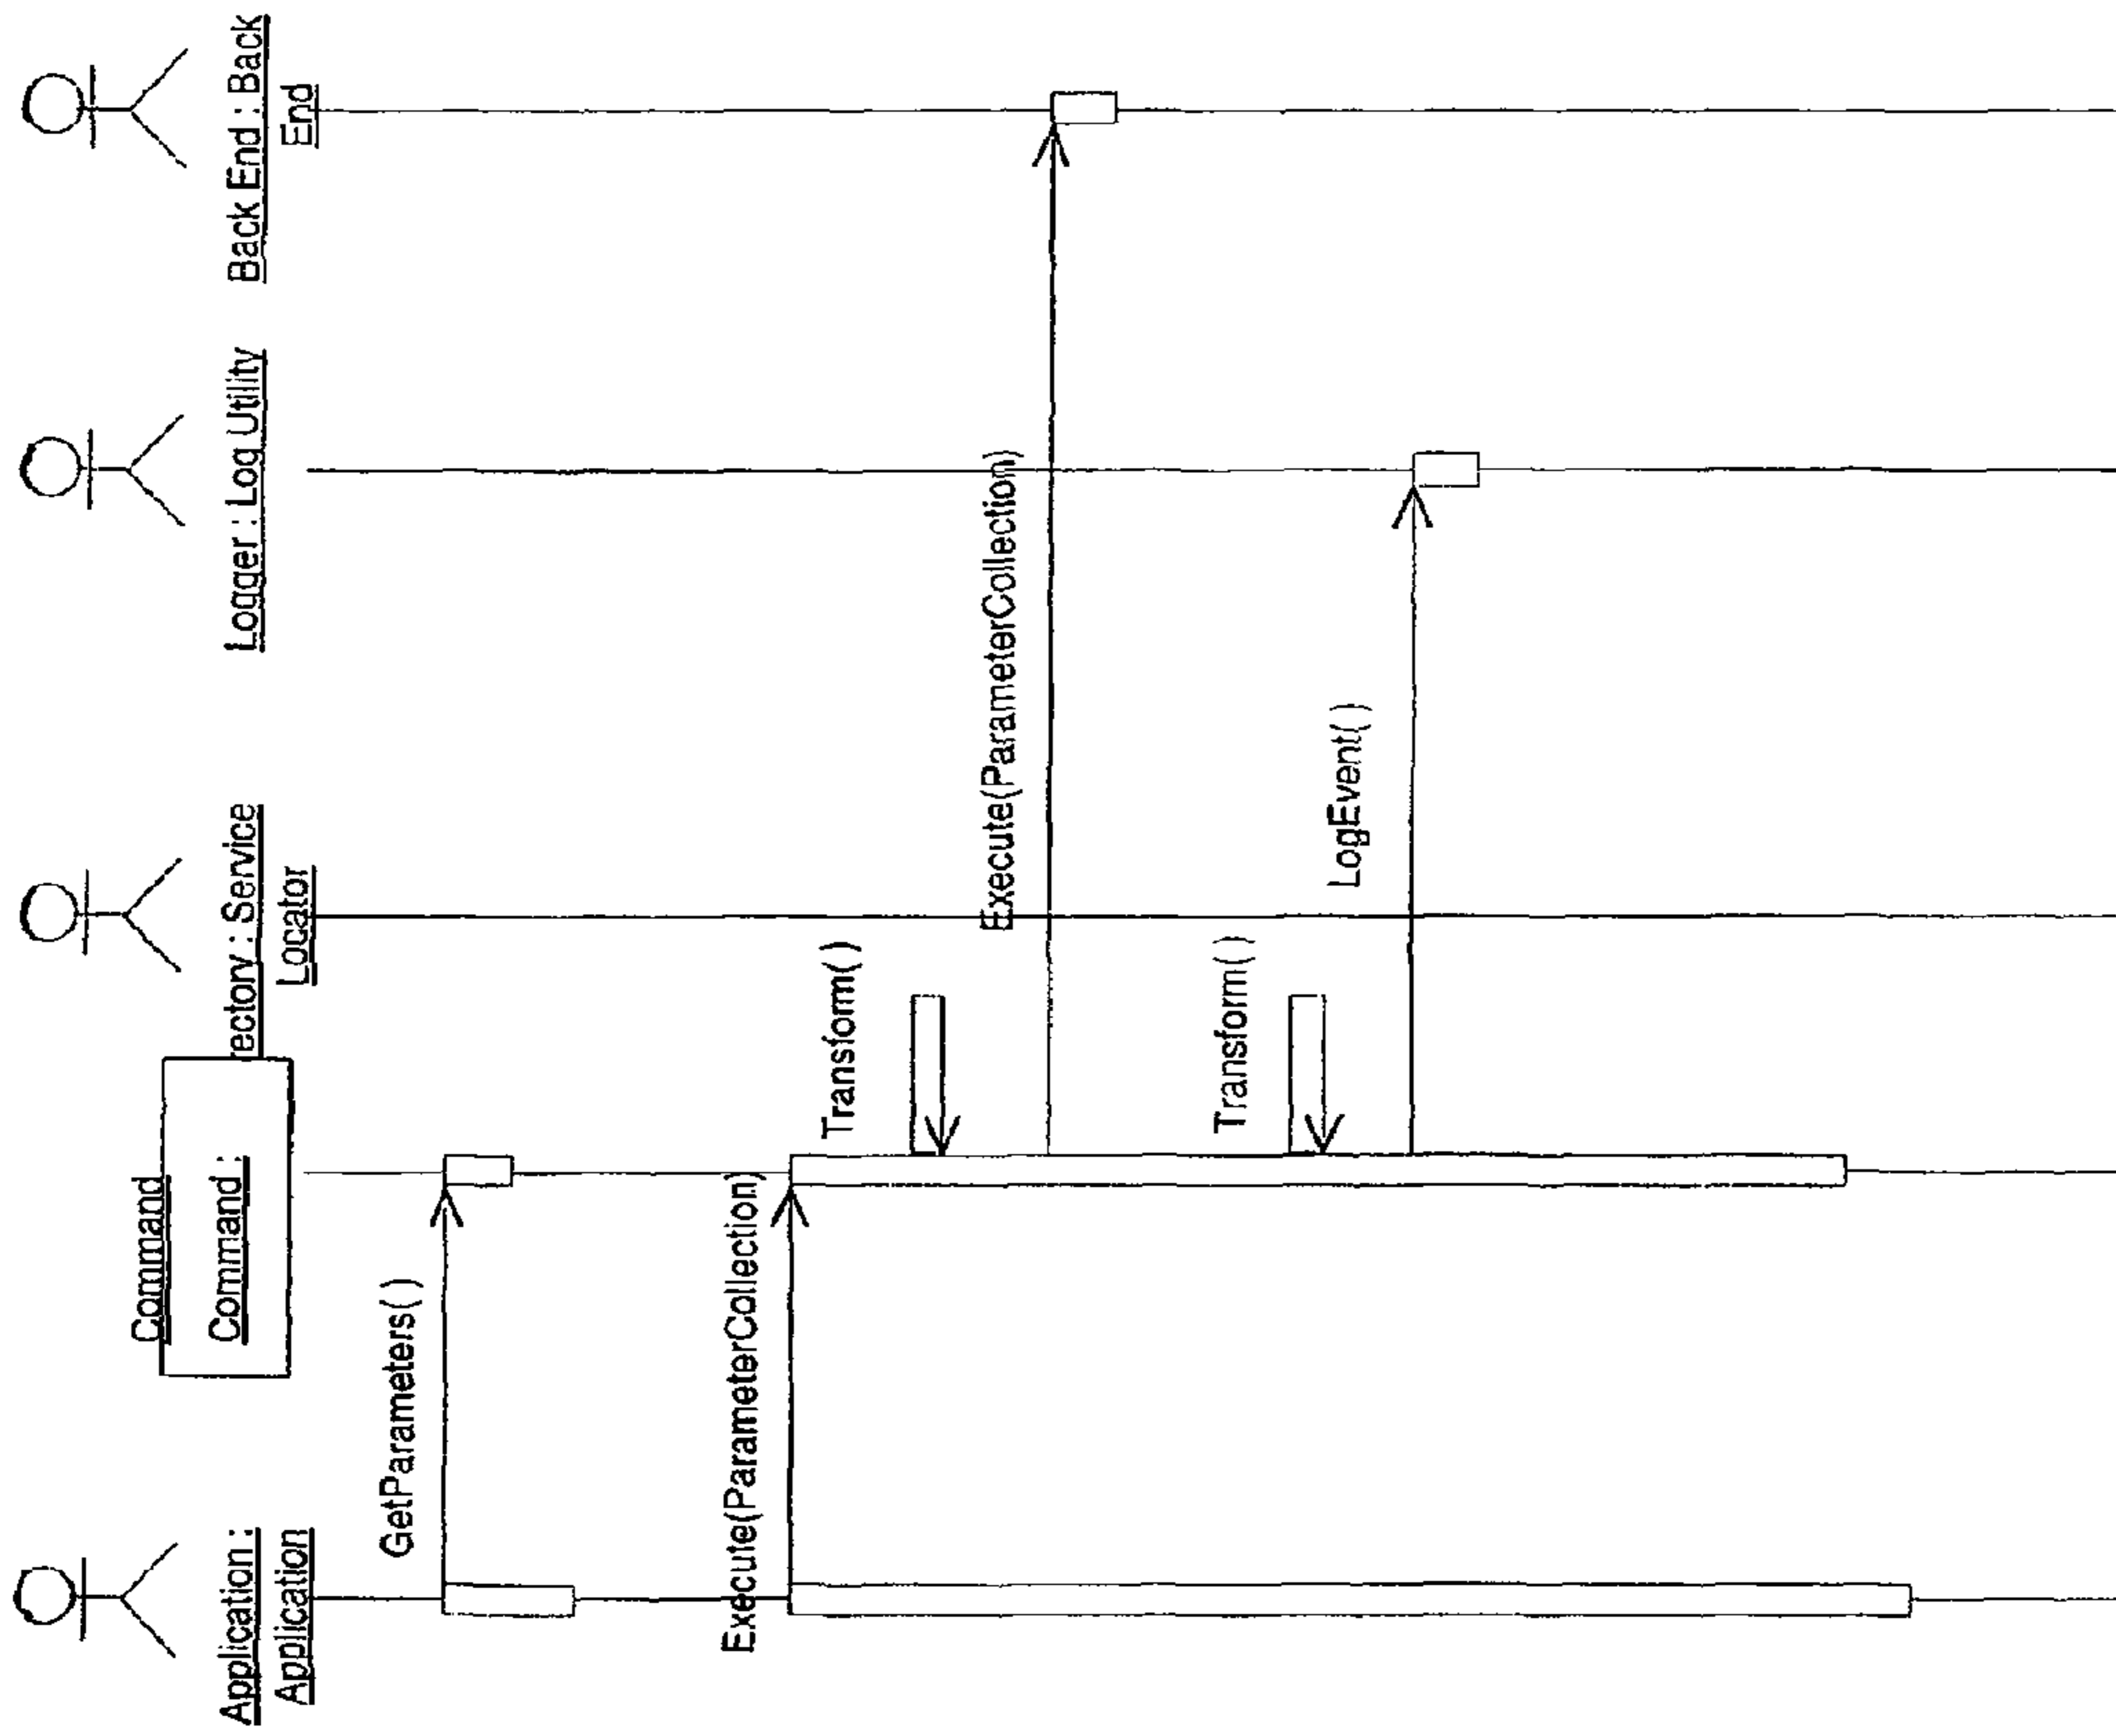 Application :
Application
Command
Command :
rectory : Service
Locator
Logger : Log Utility
Back End : Back
End
GetParameters( )
Execute(ParameterCollection)
Transform( )
Execute(ParameterCollection)
Transform( )
LogEvent( )